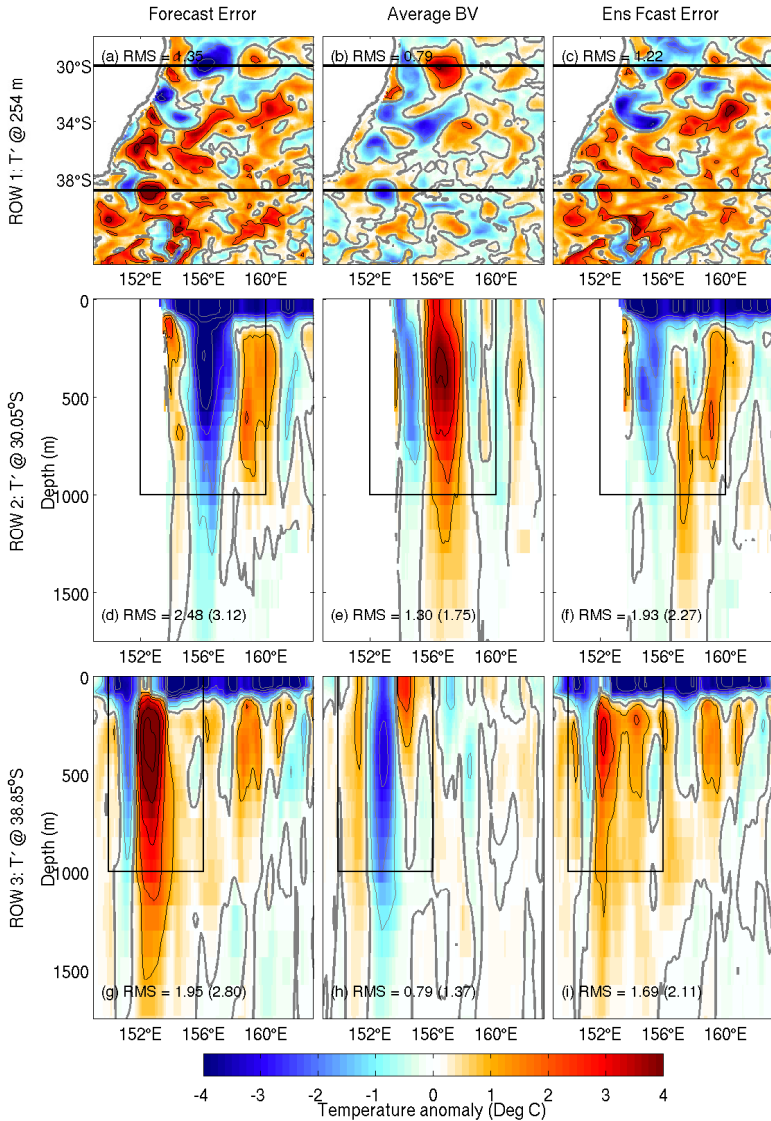 Forecast Error Average BV Ens Fcast Error
(a) RMS = 1.35 (b) RMS = 0.79 (c) RMS = 1.22
30°S
34°S
38°S
ROW 1: T′ @ 254 m
152°E 156°E 160°E 152°E 156°E 160°E 152°E 156°E 160°E
0
500
1000
1500
Depth (m)
ROW 2: T′ @ 30.05°S
(d) RMS = 2.48 (3.12) (e) RMS = 1.30 (1.75) (f) RMS = 1.93 (2.27)
152°E 156°E 160°E 152°E 156°E 160°E 152°E 156°E 160°E
0
500
1000
1500
Depth (m)
ROW 3: T′ @ 38.85°S
(g) RMS = 1.95 (2.80) (h) RMS = 0.79 (1.37) (i) RMS = 1.69 (2.11)
152°E 156°E 160°E 152°E 156°E 160°E 152°E 156°E 160°E
-4 -3 -2 -1 0 1 2 3 4
Temperature anomaly (Deg C)